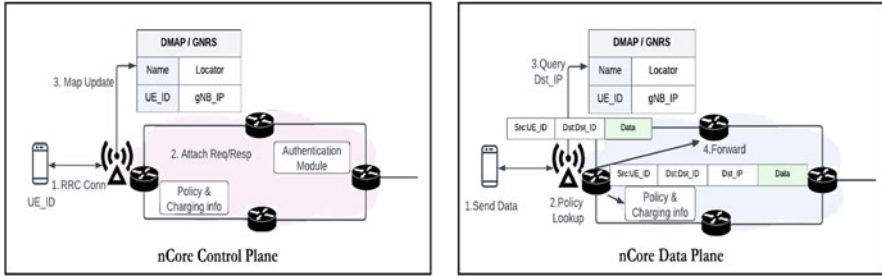 DMAP / GNRS
Name Locator
UE_ID gNB_IP
3. Map Update
2. Attach Req/Resp
Authentication
Module
1. RRC Conn
UE_ID
Policy &
Charging info
nCore Control Plane
DMAP / GNRS
Name Locator
UE_ID gNB_IP
3.Query
Dst_IP
Src:UE_ID Dst:Dst_ID Data
4.Forward
Src:UE_ID Dst:Dst_ID Dst_IP Data
1.Send Data
2.Policy
Lookup
Policy &
Charging info
nCore Data Plane